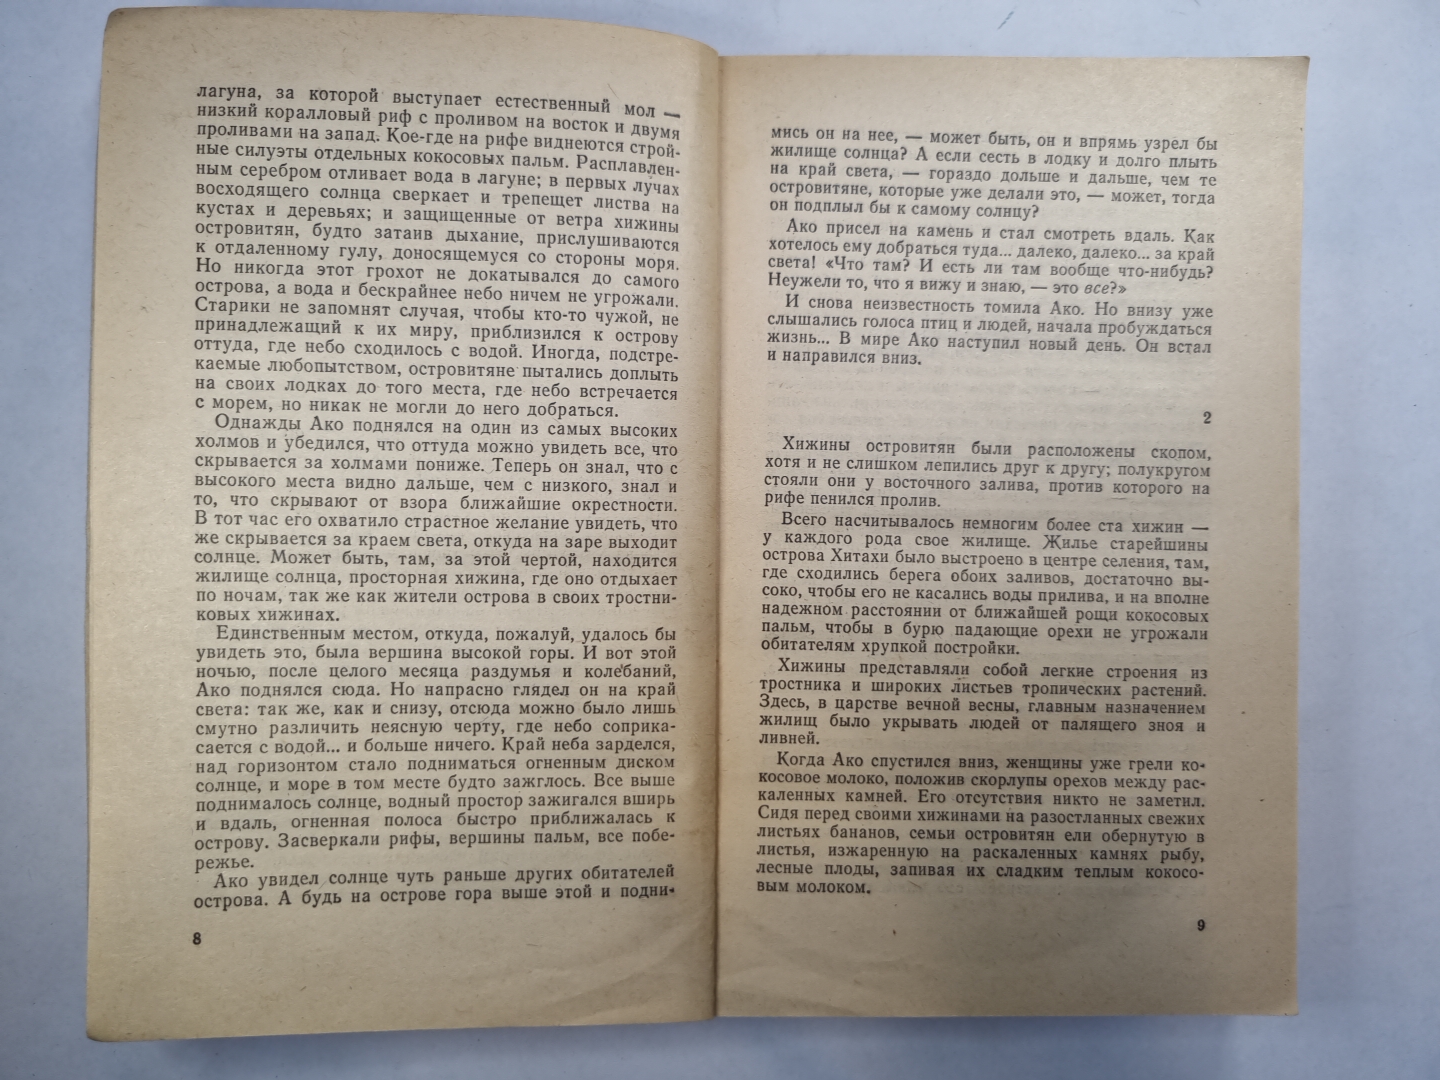 лагуна, за которой выступает естественный мол —
низкий коралловый риф с проливом на восток и двумя
проливами на запад. Кое-где на рифе виднеются строй-
ные силуэты отдельных кокосовых пальм. Расплавлен-
ным серебром отливает вода в лагуне; в первых лучах
восходящего солнца сверкает и трепещет листва на
кустах и деревьях; и защищенные от ветра хижины
островитян, будто затаив дыхание, прислушиваются
к отдаленному гулу, доносящемуся со стороны моря.
Но никогда этот грохот не докатывался до самого
острова, а вода и бескрайнее небо ничем не угрожали.
Старики не запомнят случая, чтобы кто-то чужой, не
принадлежащий к их миру, приблизился к острову
оттуда, где небо сходилось с водой. Иногда, подстре-
каемые любопытством, островитяне пытались доплыть
на своих лодках до того места, где небо встречается
с морем, но никак не могли до него добраться.
Однажды Ако поднялся на один из самых высоких
холмов и убедился, что оттуда можно увидеть все, что
скрывается за холмами пониже. Теперь он знал, что с
высокого места видно дальше, чем с низкого, знал и
то, что скрывают от взора ближайшие окрестности.
В тот час его охватило страстное желание увидеть, что
же скрывается за краем света, откуда на заре выходит
солнце. Может быть, там, за этой чертой, находится
жилище солнца, просторная хижина, где оно отдыхает
по ночам, так же как жители острова в своих тростни-
ковых хижинах.
Единственным местом, откуда, пожалуй, удалось бы
увидеть это, была вершина высокой горы. И вот этой
ночью, после целого месяца раздумья и колебаний,
Ако поднялся сюда. Но напрасно глядел он на край
света: так же, как и снизу, отсюда можно было лишь
смутно различить неясную черту, где небо соприка-
сается с водой... и больше ничего. Край неба зарделся,
над горизонтом стало подниматься огненным диском
солнце, и море в том месте будто зажглось. Все выше
поднималось солнце, водный простор зажигался вширь
и вдаль, огненная полоса быстро приближалась к
острову. Засверкали рифы, вершины пальм, все побе-
режье.
Ако увидел солнце чуть раньше других обитателей
острова. А будь на острове гора выше этой и подни-
8
мись он на нее, — может быть, он и впрямь узрел бы
жилище солнца? А если сесть в лодку и долго плыть
на край света, — гораздо дольше и дальше, чем те
островитяне, которые уже делали это, — может, тогда
он подплыл бы к самому солнцу?
Ако присел на камень и стал смотреть вдаль. Как
хотелось ему добраться туда... далеко, далеко... за край
света! «Что там? И есть ли там вообще что-нибудь?
Неужели то, что я вижу и знаю, — это все?»
И снова неизвестность томила Ако. Но внизу уже
слышались голоса птиц и людей, начала пробуждаться
жизнь... В мире Ако наступил новый день. Он встал
и направился вниз.
2
Хижины островитян были расположены скопом,
хотя и не слишком лепились друг к другу; полукругом
стояли они у восточного залива, против которого на
рифе пенился пролив.
Всего насчитывалось немногим более ста хижин —
у каждого рода свое жилище. Жилье старейшины
острова Хитахи было выстроено в центре селения, там,
где сходились берега обоих заливов, достаточно вы-
соко, чтобы его не касались воды прилива, и на вполне
надежном расстоянии от ближайшей рощи кокосовых
пальм, чтобы в бурю падающие орехи не угрожали
обитателям хрупкой постройки.
Хижины представляли собой легкие строения из
тростника и широких листьев тропических растений.
Здесь, в царстве вечной весны, главным назначением
жилищ было укрывать людей от палящего зноя и
ливней.
Когда Ако спустился вниз, женщины уже грели ко-
косовое молоко, положив скорлупы орехов между рас-
каленных камней. Его отсутствия никто не заметил.
Сидя перед своими хижинами на разостланных свежих
листьях бананов, семьи островитян ели обернутую в
листья, изжаренную на раскаленных камнях рыбу,
лесные плоды, запивая их сладким теплым кокосо-
вым молоком.
9